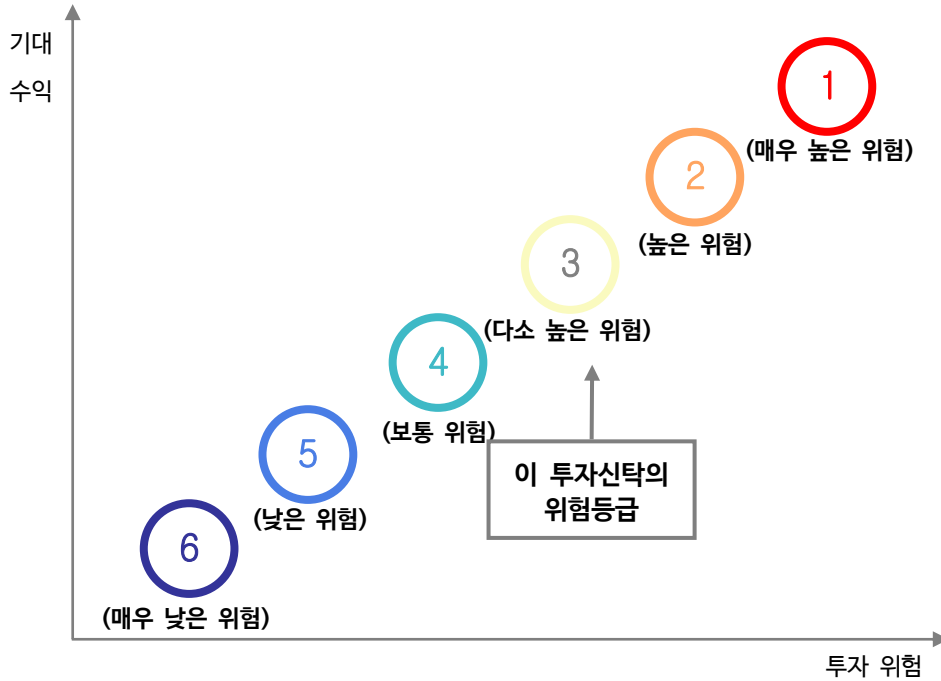 기대
수익
1
(매우 높은 위험)
2
(높은 위험)
3
(다소 높은 위험)
4
(보통 위험)
이 투자신탁의
위험등급
5
(낮은 위험)
6
(매우 낮은 위험)
투자 위험